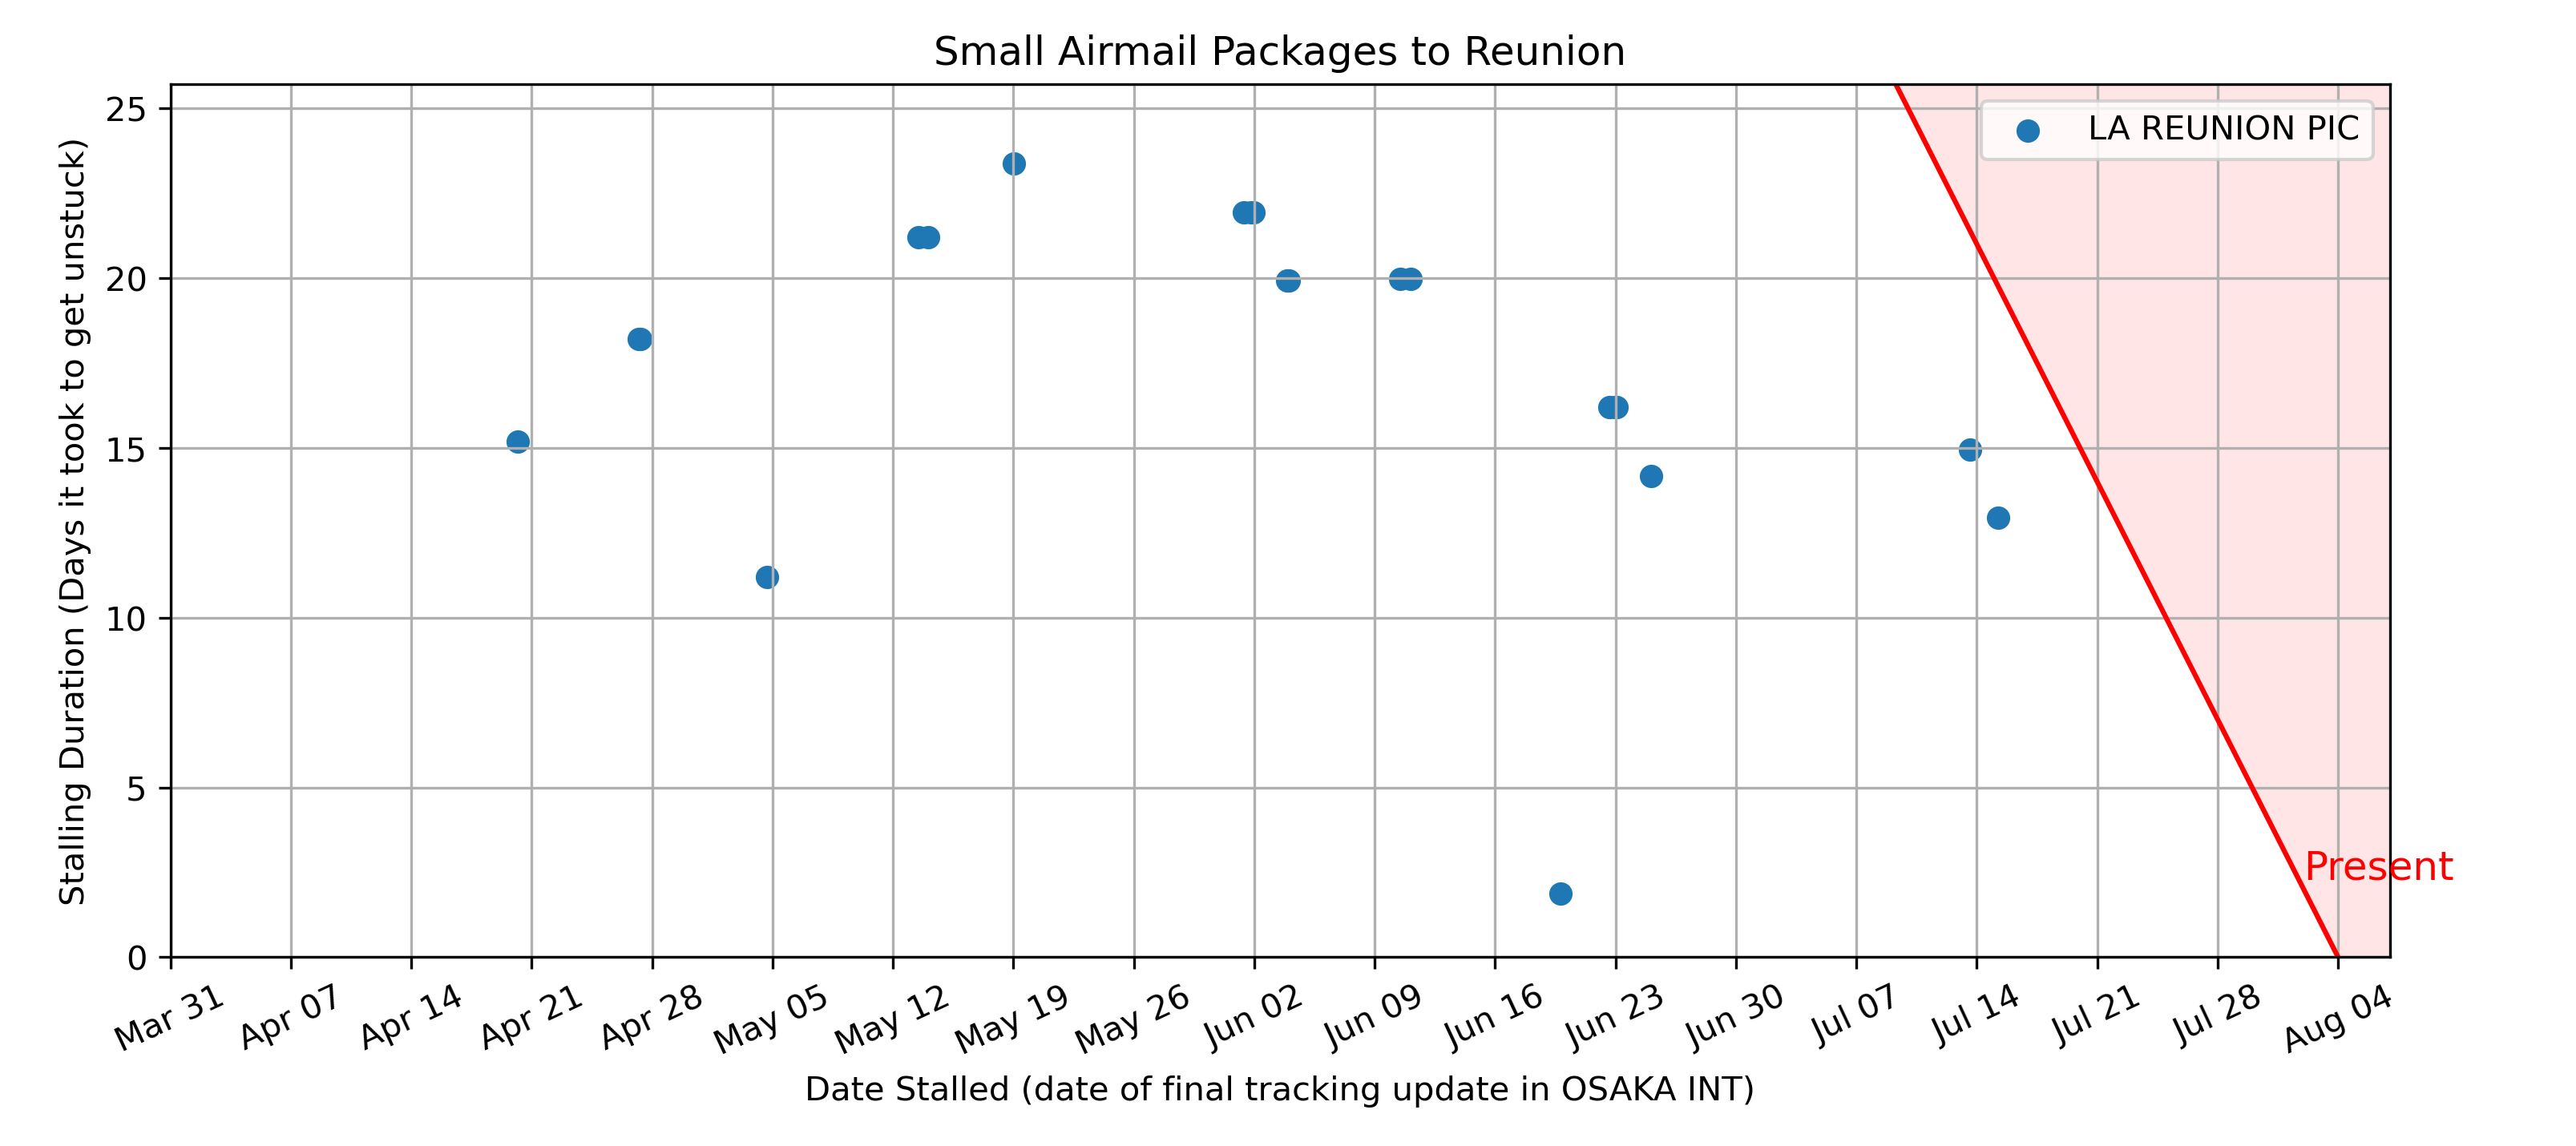 Small Airmail Packages to Reunion
LA REUNION PIC
Stalling Duration (Days it took to get unstuck)
25
20
15
10
5
0
Present
Mar 31
Apr 07
Apr 14
Apr 21
Apr 28
May 05
May 12
May 19
May 26
Jun 02
Jun 09
Jun 16
Jun 23
Jun 30
Jul 07
Jul 14
Jul 21
Jul 28
Aug 04
Date Stalled (date of final tracking update in OSAKA INT)